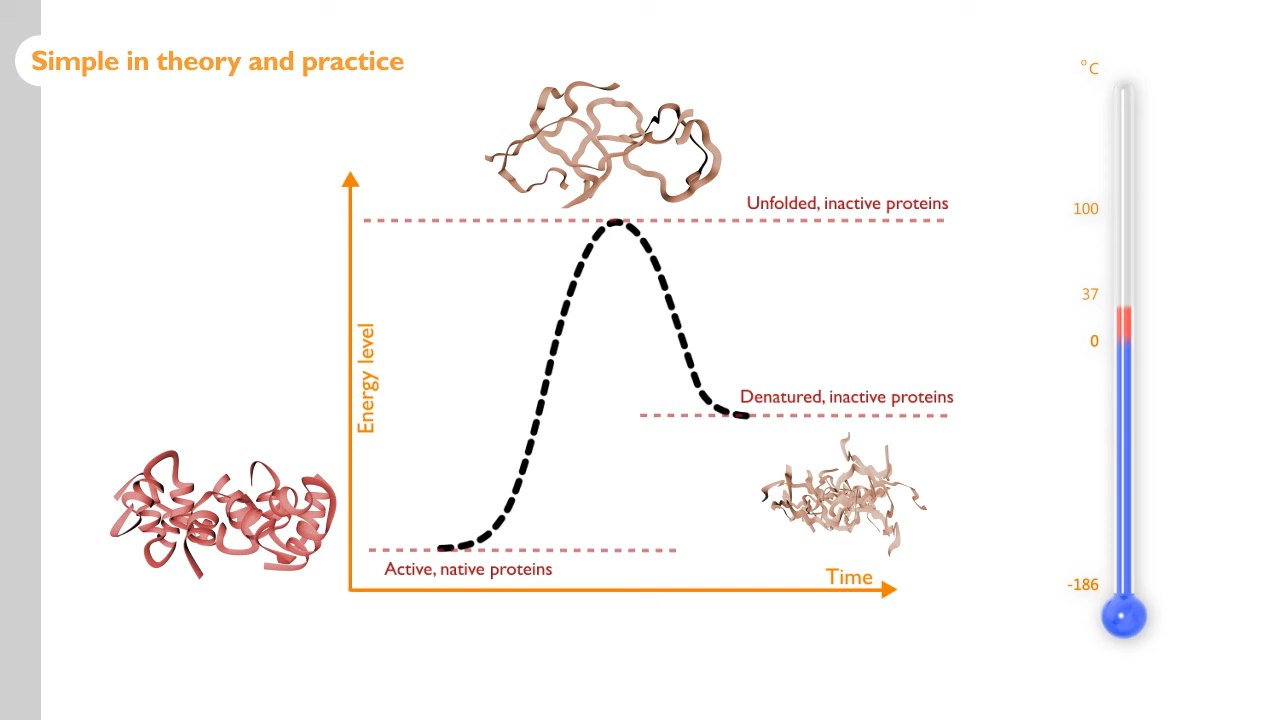 Simple in theory and practice
°C
Unfolded, inactive proteins
100
37
0
Energy level
Denatured, inactive proteins
Active, native proteins
Time
-186